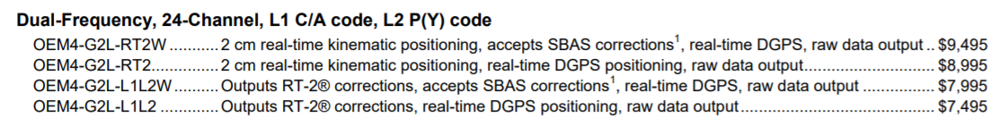 Dual-Frequency, 24-Channel, L1 C/A code, L2 P(Y) code
OEM4-G2L-RT2W ........... 2 cm real-time kinematic positioning, accepts SBAS corrections¹, real-time DGPS, raw data output .. $9,495
OEM4-G2L-RT2............... 2 cm real-time kinematic positioning, real-time DGPS positioning, raw data output............................. $8,995
OEM4-G2L-L1L2W .......... Outputs RT-2® corrections, accepts SBAS corrections¹, real-time DGPS, raw data output ................ $7,995
OEM4-G2L-L1L2 ............. Outputs RT-2® corrections, real-time DGPS positioning, raw data output........................................... $7,495